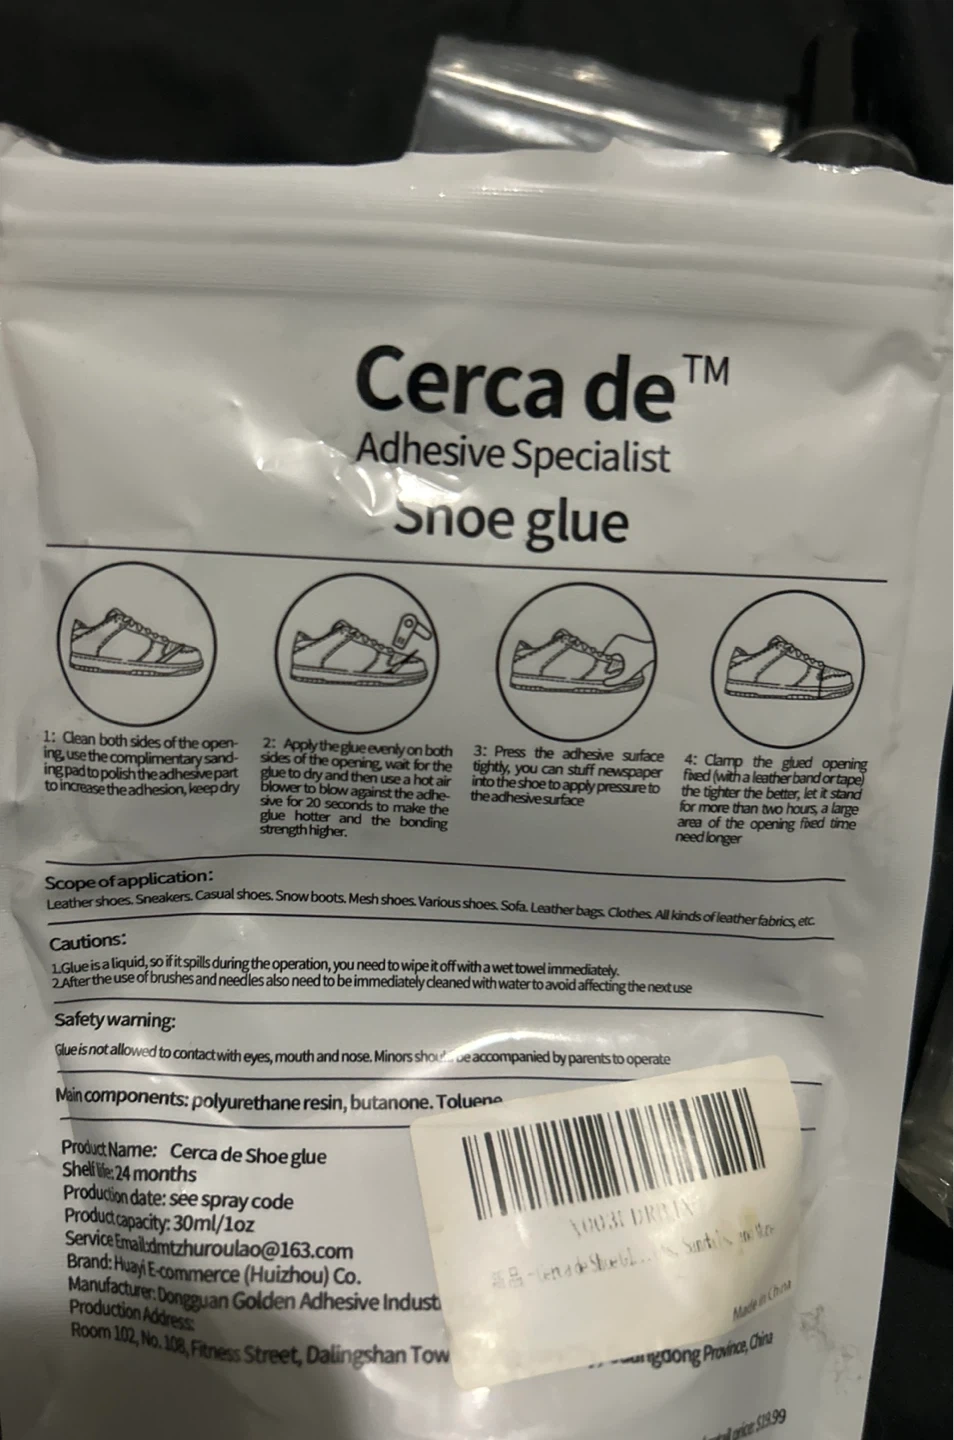 Cerca de™
Adhesive Specialist
Shoe glue
1: Clean both sides of the open-
ing, use the complimentary sand-
ing pad to polish the adhesive part
to increase the adhesion, keep dry
2: Apply the glue evenly on both
sides of the opening, wait for the
glue to dry and then use a hot air
blower to blow against the adhe-
sive for 20 seconds to make the
glue hotter and the bonding
strength higher.
3: Press the adhesive surface
tightly, you can stuff newspaper
into the shoe to apply pressure to
the adhesive surface
4: Clamp the glued opening
fixed (with a leather band or tape)
the tighter the better, let it stand
for more than two hours, a large
area of the opening fixed time
need longer
Scope of application:
Leather shoes. Sneakers. Casual shoes. Snow boots. Mesh shoes. Various shoes. Sofa. Leather bags. Clothes. All kinds of leather fabrics, etc.
Cautions:
1.Glue is a liquid, so if it spills during the operation, you need to wipe it off with a wet towel immediately.
2.After the use of brushes and needles also need to be immediately cleaned with water to avoid affecting the next use
Safety warning:
Glue is not allowed to contact with eyes, mouth and nose. Minors should be accompanied by parents to operate
Main components: polyurethane resin, butanone. Toluene
Product Name: Cerca de Shoe glue
Shelf life: 24 months
Production date: see spray code
Product capacity: 30ml/1oz
Service Email:dmtzhuroulao@163.com
Brand: Huayi E-commerce (Huizhou) Co.
Manufacturer: Dongguan Golden Adhesive Indust
Production Address:
Room 102, No. 108, Fitness Street, Dalingshan Tow
Province, China
Made in China
price: $19.99